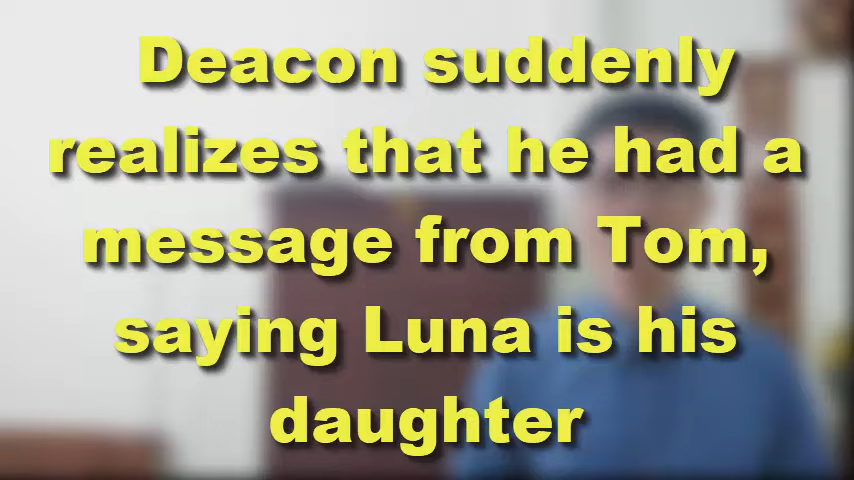 Deacon suddenly
realizes that he had a
message from Tom,
saying Luna is his
daughter